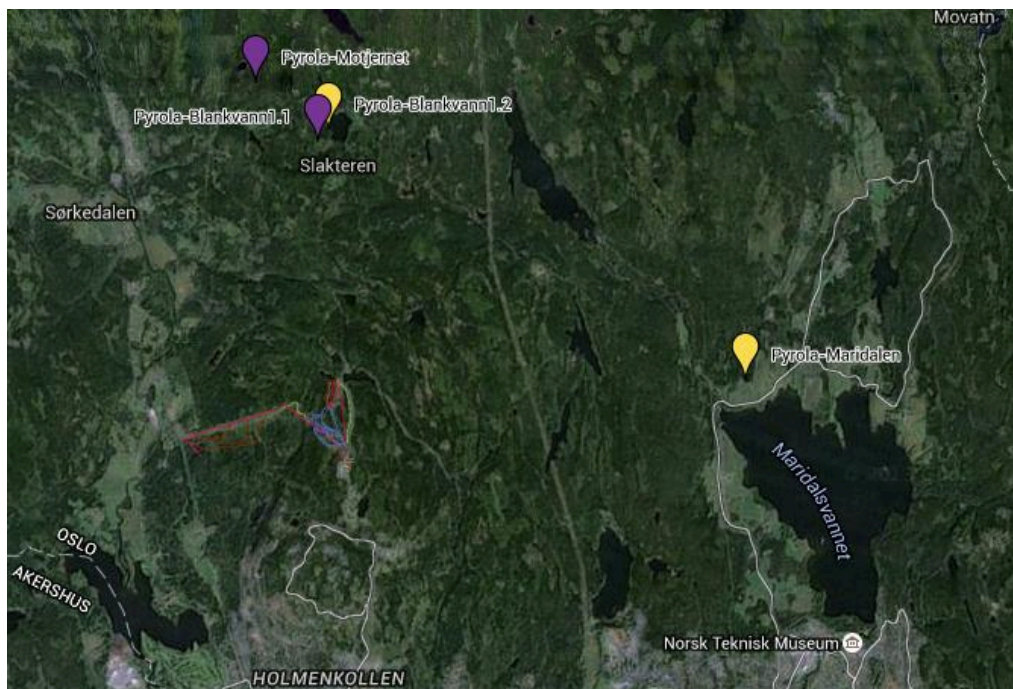 Movatn
Pyrola-Motjernet
Pyrola-Blankvann1.2
Pyrola-Blankvann1.1
Slakteren
Sørkedalen
Pyrola-Maridalen
Maridalsvannet
OSLO
AKERSHUS
Norsk Teknisk Museum
HOLMENKOLLEN